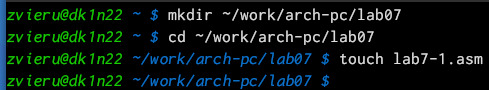 zvieru@dk1n22 ~ $ mkdir ~/work/arch-pc/lab07
zvieru@dk1n22 ~ $ cd ~/work/arch-pc/lab07
zvieru@dk1n22 ~/work/arch-pc/lab07 $ touch lab7-1.asm
zvieru@dk1n22 ~/work/arch-pc/lab07 $